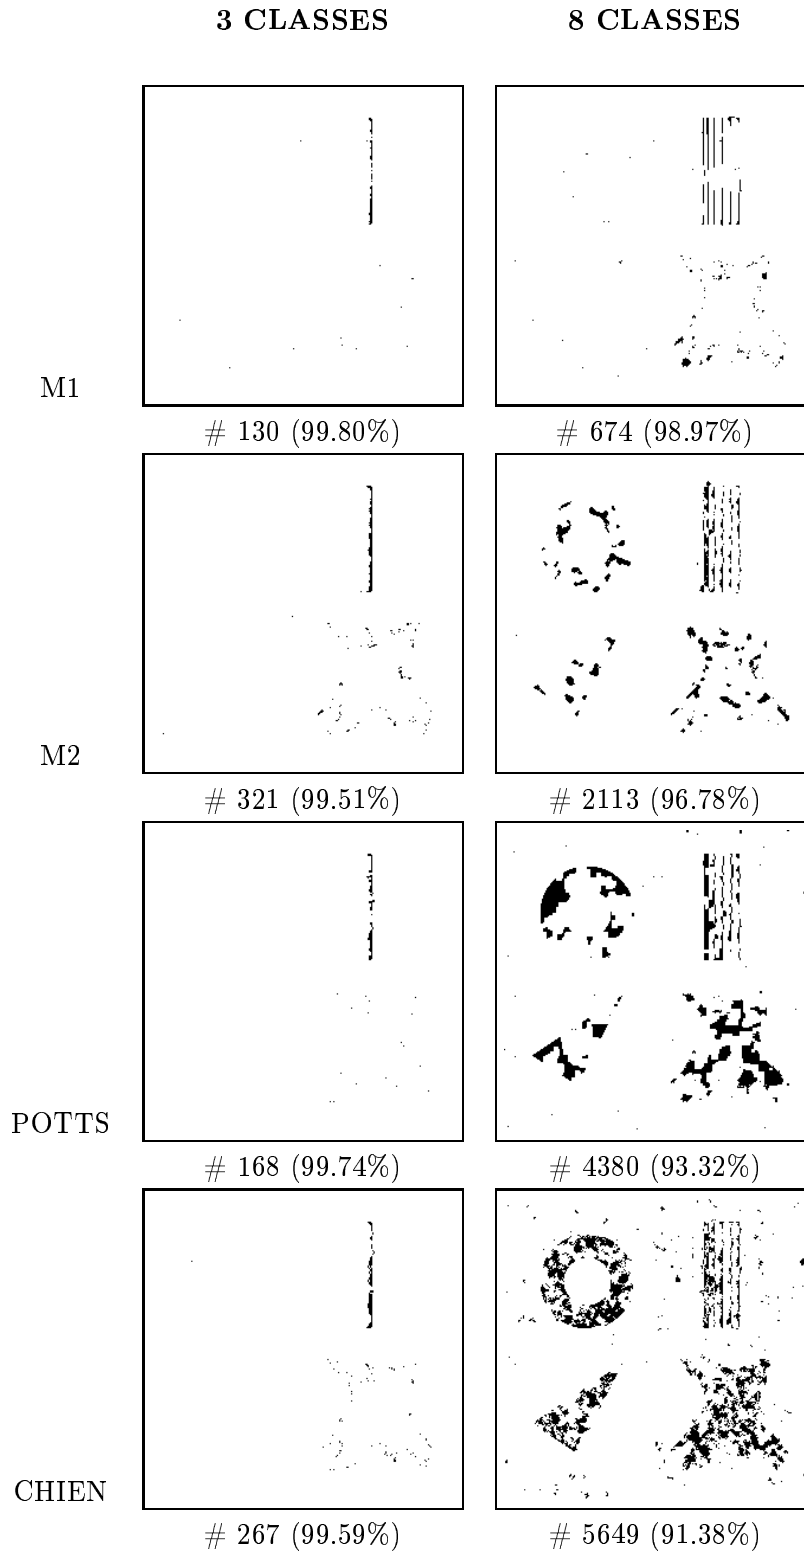 3 CLASSES 8 CLASSES
M1
# 130 (99.80%) # 674 (98.97%)
M2
# 321 (99.51%) # 2113 (96.78%)
POTTS
# 168 (99.74%) # 4380 (93.32%)
CHIEN
# 267 (99.59%) # 5649 (91.38%)